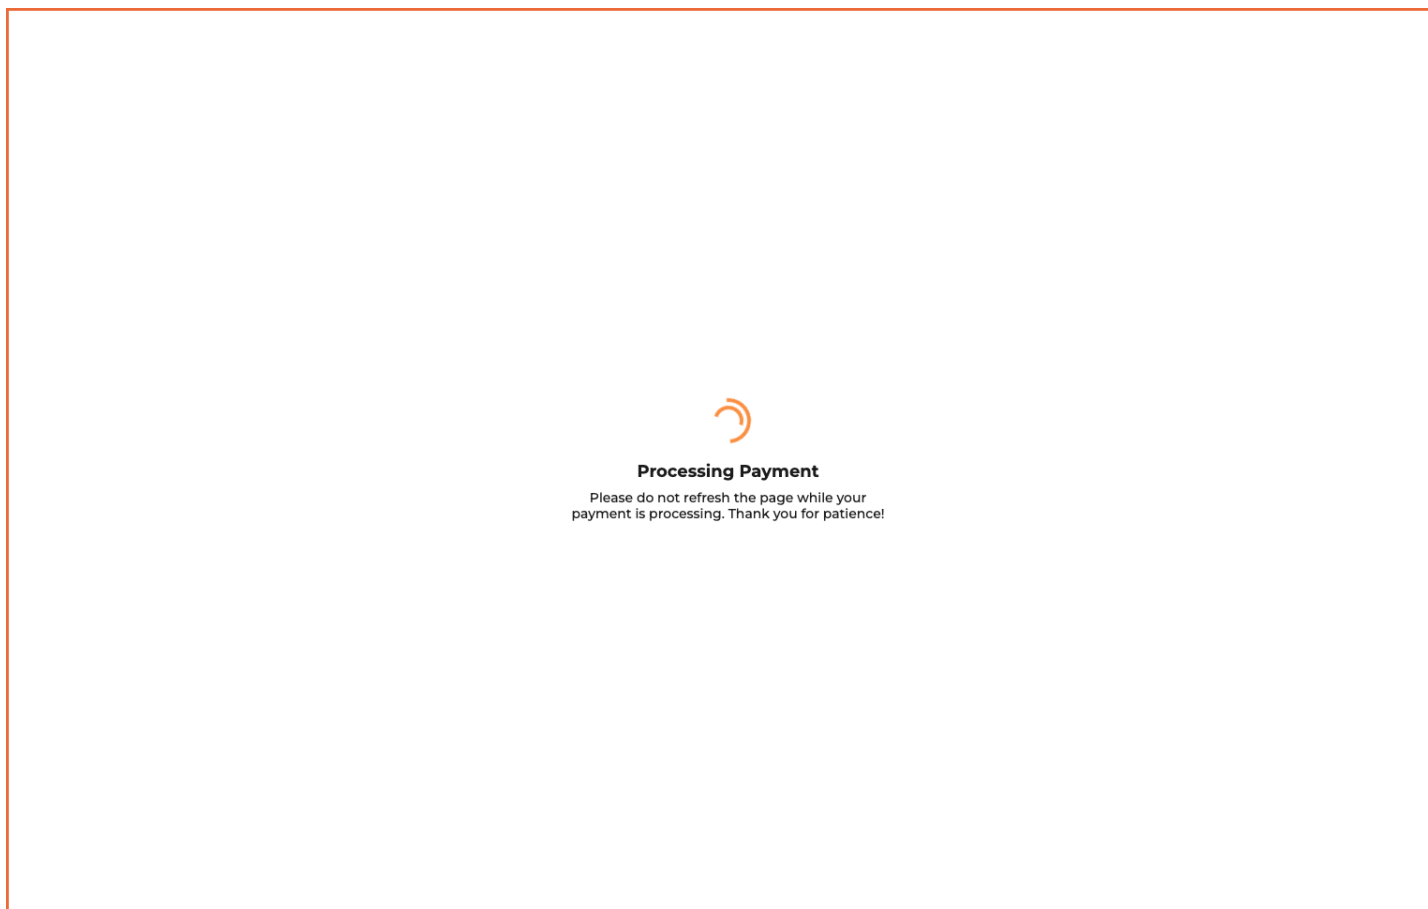 Processing Payment
Please do not refresh the page while your
payment is processing. Thank you for patience!